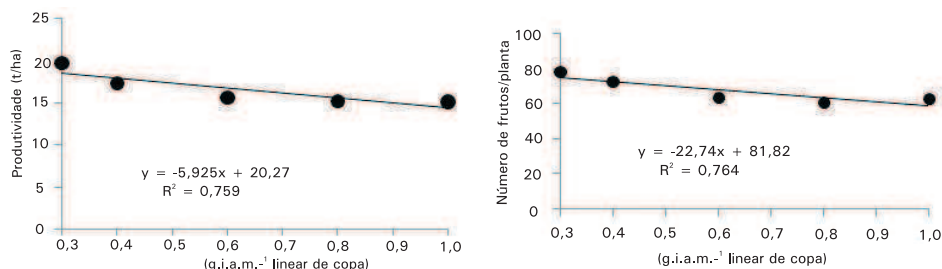 Produtividade (t/ha)
25
20
15
10
5
0
y = -5,925x + 20,27
R² = 0,759
0,3 0,4 0,5 0,6 0,7 0,8 0,9 1,0
(g.i.a.m.-¹ linear de copa)
Número de frutos/planta
100
80
60
40
20
0
y = -22,74x + 81,82
R² = 0,764
0,3 0,4 0,5 0,6 0,7 0,8 0,9 1,0
(g.i.a.m.-¹ linear de copa)